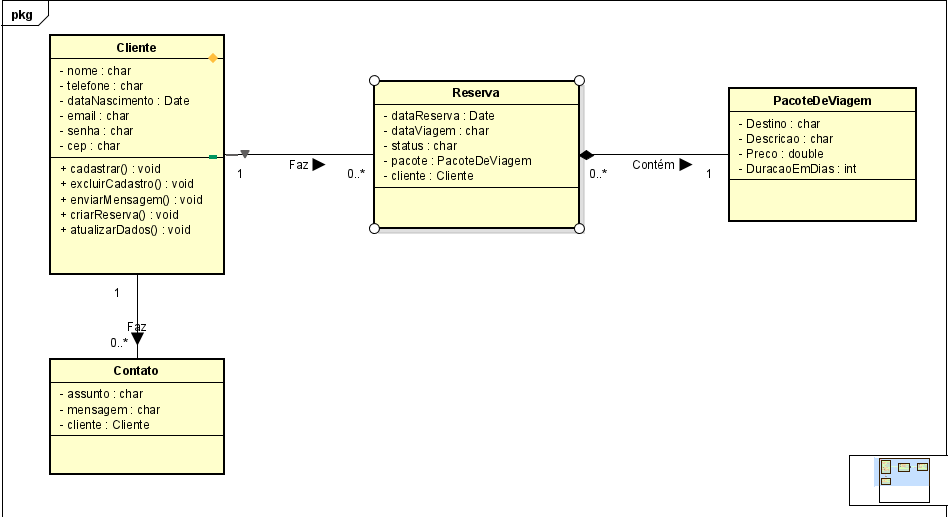 pkg
Cliente
- nome : char
- telefone : char
- dataNascimento : Date
- email : char
- senha : char
- cep : char
+ cadastrar() : void
+ excluirCadastro() : void
+ enviarMensagem() : void
+ criarReserva() : void
+ atualizarDados() : void
1
Faz
0..*
Reserva
- dataReserva : Date
- dataViagem : char
- status : char
- pacote : PacoteDeViagem
- cliente : Cliente
0..*
Contém
1
PacoteDeViagem
- Destino : char
- Descricao : char
- Preco : double
- DuracaoEmDias : int
1
Faz
0..*
Contato
- assunto : char
- mensagem : char
- cliente : Cliente